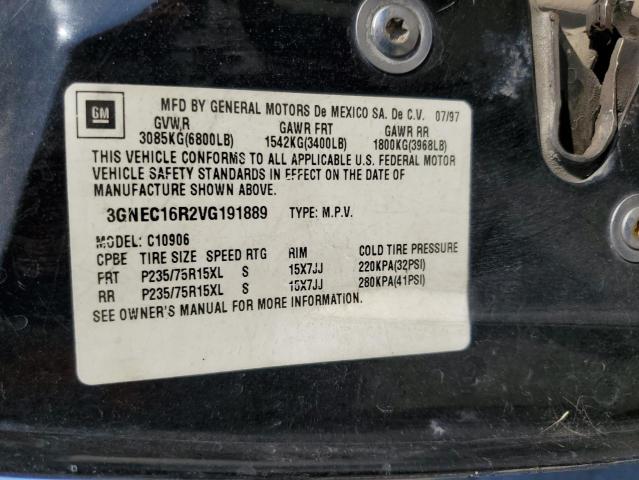 GM
MFD BY GENERAL MOTORS De MEXICO SA. De C.V. 07/97
GVW,R GAWR FRT GAWR RR
3085KG(6800LB) 1542KG(3400LB) 1800KG(3968LB)
THIS VEHICLE CONFORMS TO ALL APPLICABLE U.S. FEDERAL MOTOR
VEHICLE SAFETY STANDARDS IN EFFECT ON THE DATE OF
MANUFACTURE SHOWN ABOVE.
3GNEC16R2VG191889 TYPE: M.P.V.
MODEL: C10906
CPBE TIRE SIZE SPEED RTG RIM COLD TIRE PRESSURE
FRT P235/75R15XL S 15X7JJ 220KPA(32PSI)
RR P235/75R15XL S 15X7JJ 280KPA(41PSI)
SEE OWNER'S MANUAL FOR MORE INFORMATION.